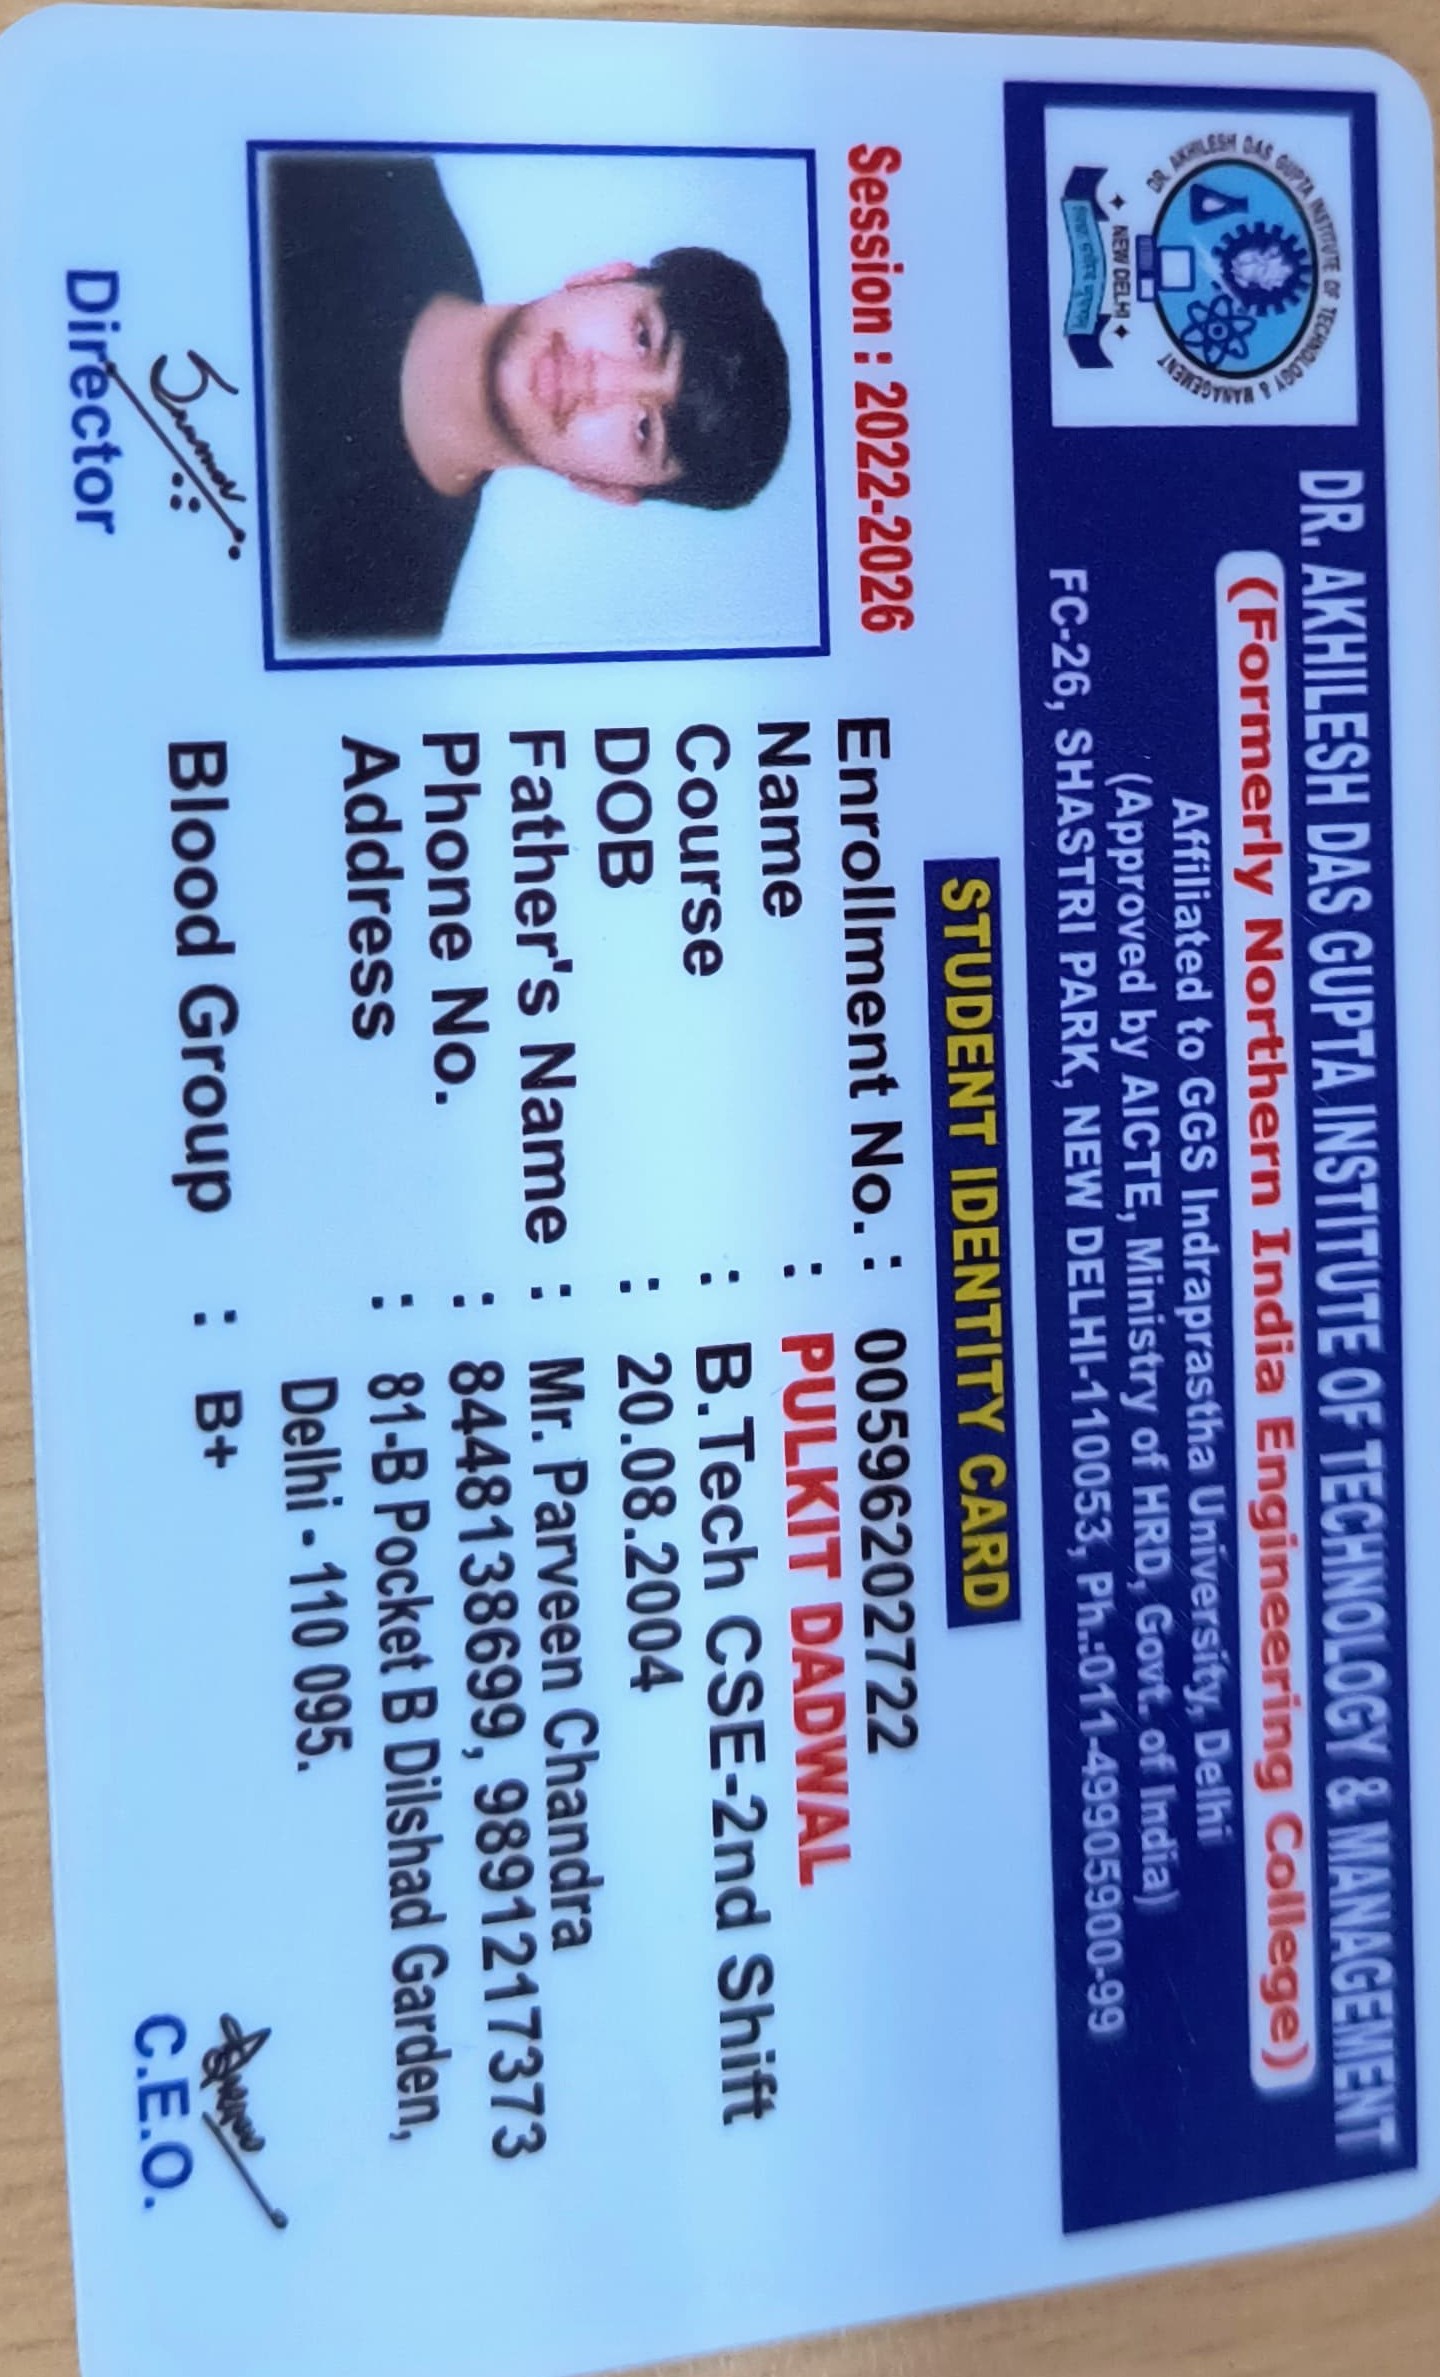 DR. AKHILESH DAS GUPTA INSTITUTE OF TECHNOLOGY & MANAGEMENT
(Formerly Northern India Engineering College)
Affiliated to GGS Indraprastha University, Delhi
(Approved by AICTE, Ministry of HRD, Govt. of India)
FC-26, SHASTRI PARK, NEW DELHI-110053, Ph.:011-49905900-99
DR. AKHILESH DAS GUPTA INSTITUTE OF TECHNOLOGY & MANAGEMENT
NEW DELHI
STUDENT IDENTITY CARD
Session : 2022-2026
Enrollment No. : 00596202722
Name : PULKIT DADWAL
Course : B.Tech CSE-2nd Shift
DOB : 20.08.2004
Father's Name : Mr. Parveen Chandra
Phone No. : 8448138699, 9891217373
Address : 81-B Pocket B Dilshad Garden,
Delhi - 110 095.
Blood Group : B+
Director
C.E.O.